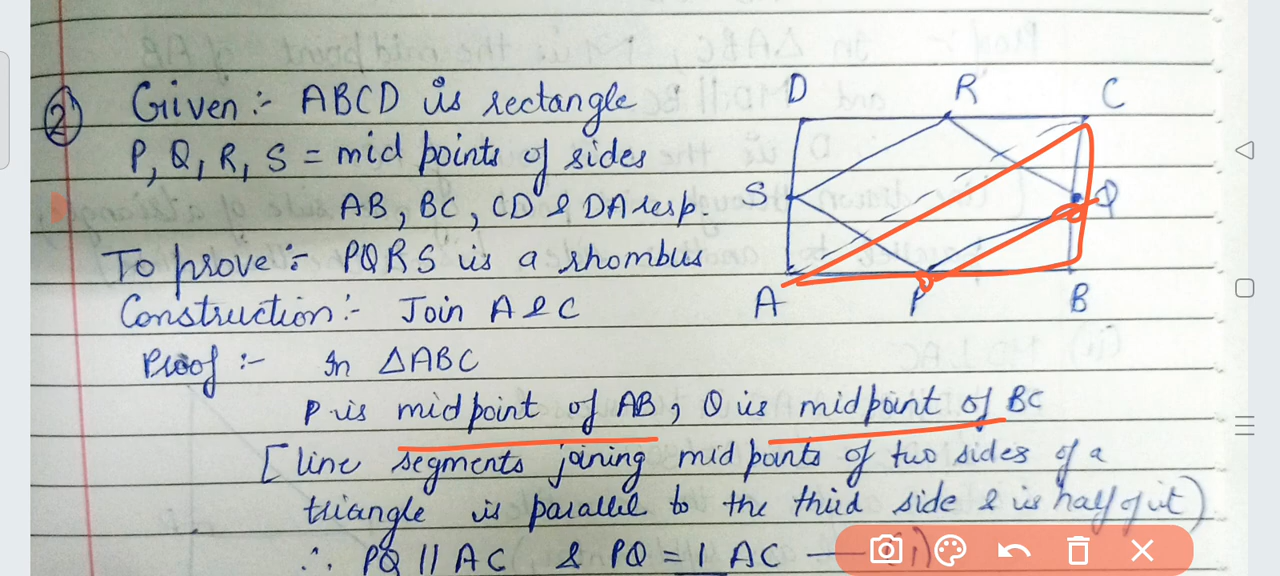 2) Given :- ABCD is rectangle
P, Q, R, S = mid points of sides
AB, BC, CD & DA resp.
To prove :- PQRS is a rhombus
Construction :- Join A & C
Proof :- In △ABC
P is midpoint of AB, Q is midpoint of BC
[line segments joining mid points of two sides of a
triangle is parallel to the third side & is half of it)
∴ PQ || AC & PQ = 1 AC — (i)
D R C
S Q
A P B